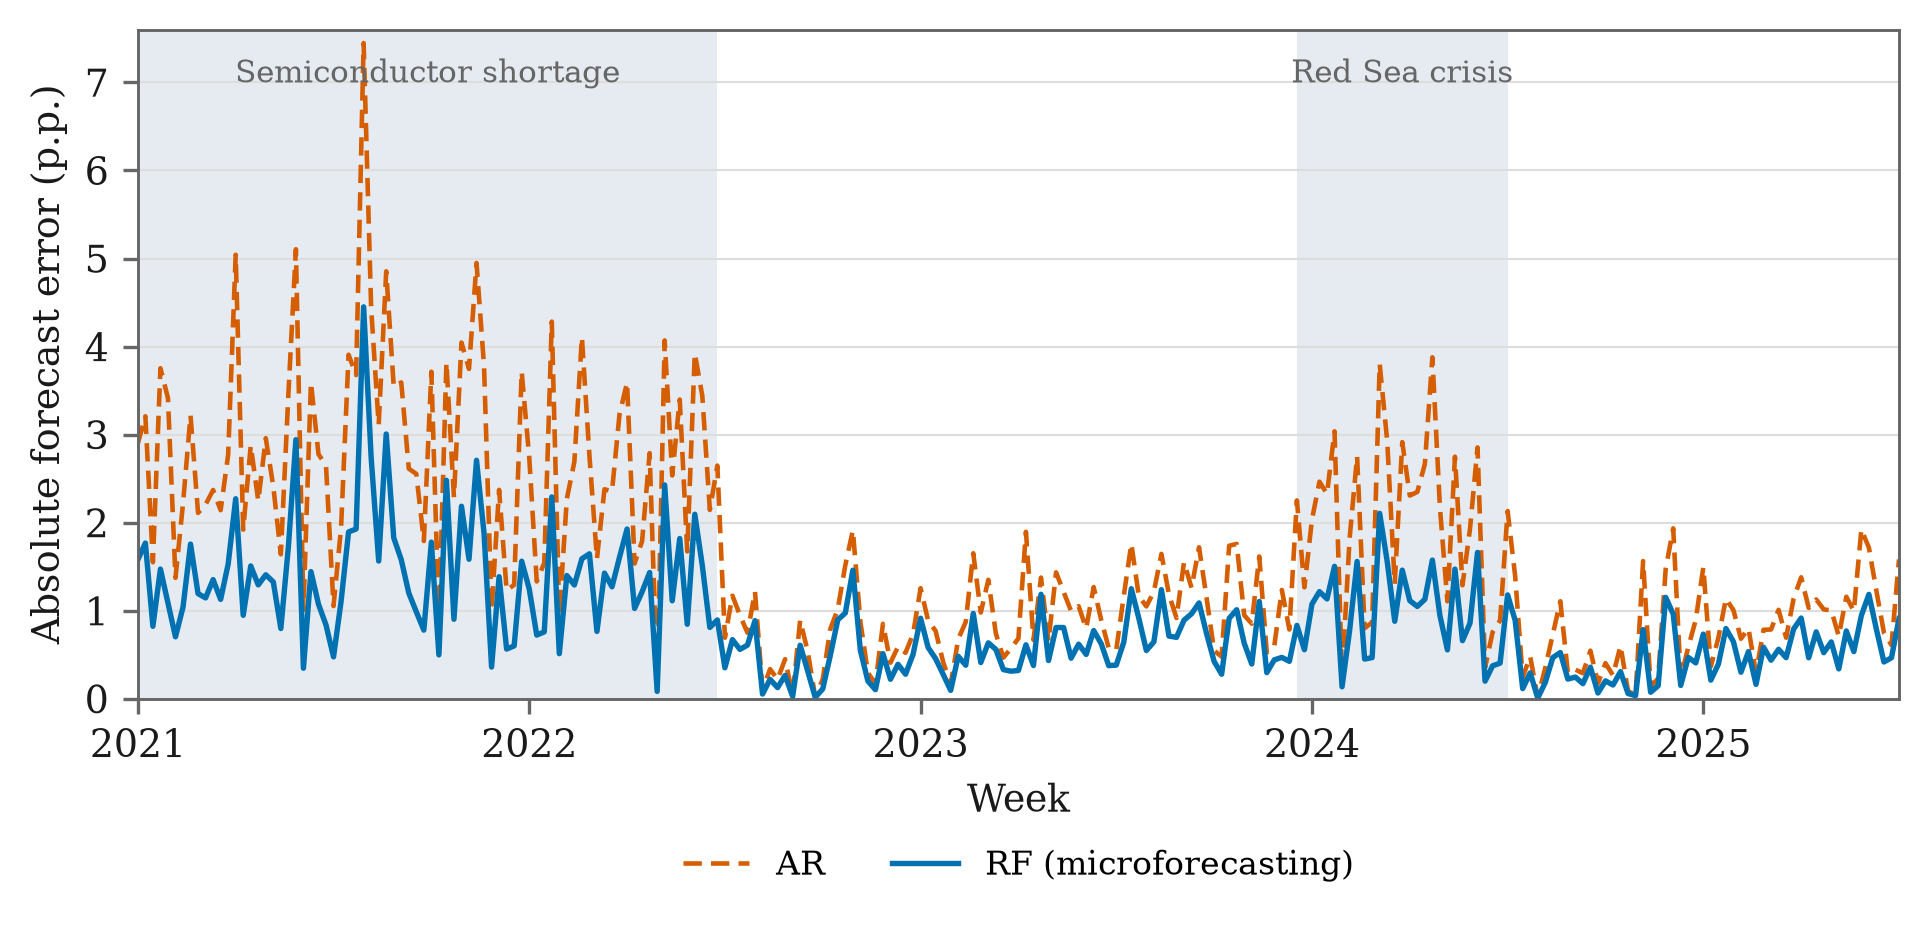 Semiconductor shortage
Red Sea crisis
Absolute forecast error (p.p.)
7
6
5
4
3
2
1
0
2021
2022
2023
2024
2025
Week
AR
RF (microforecasting)